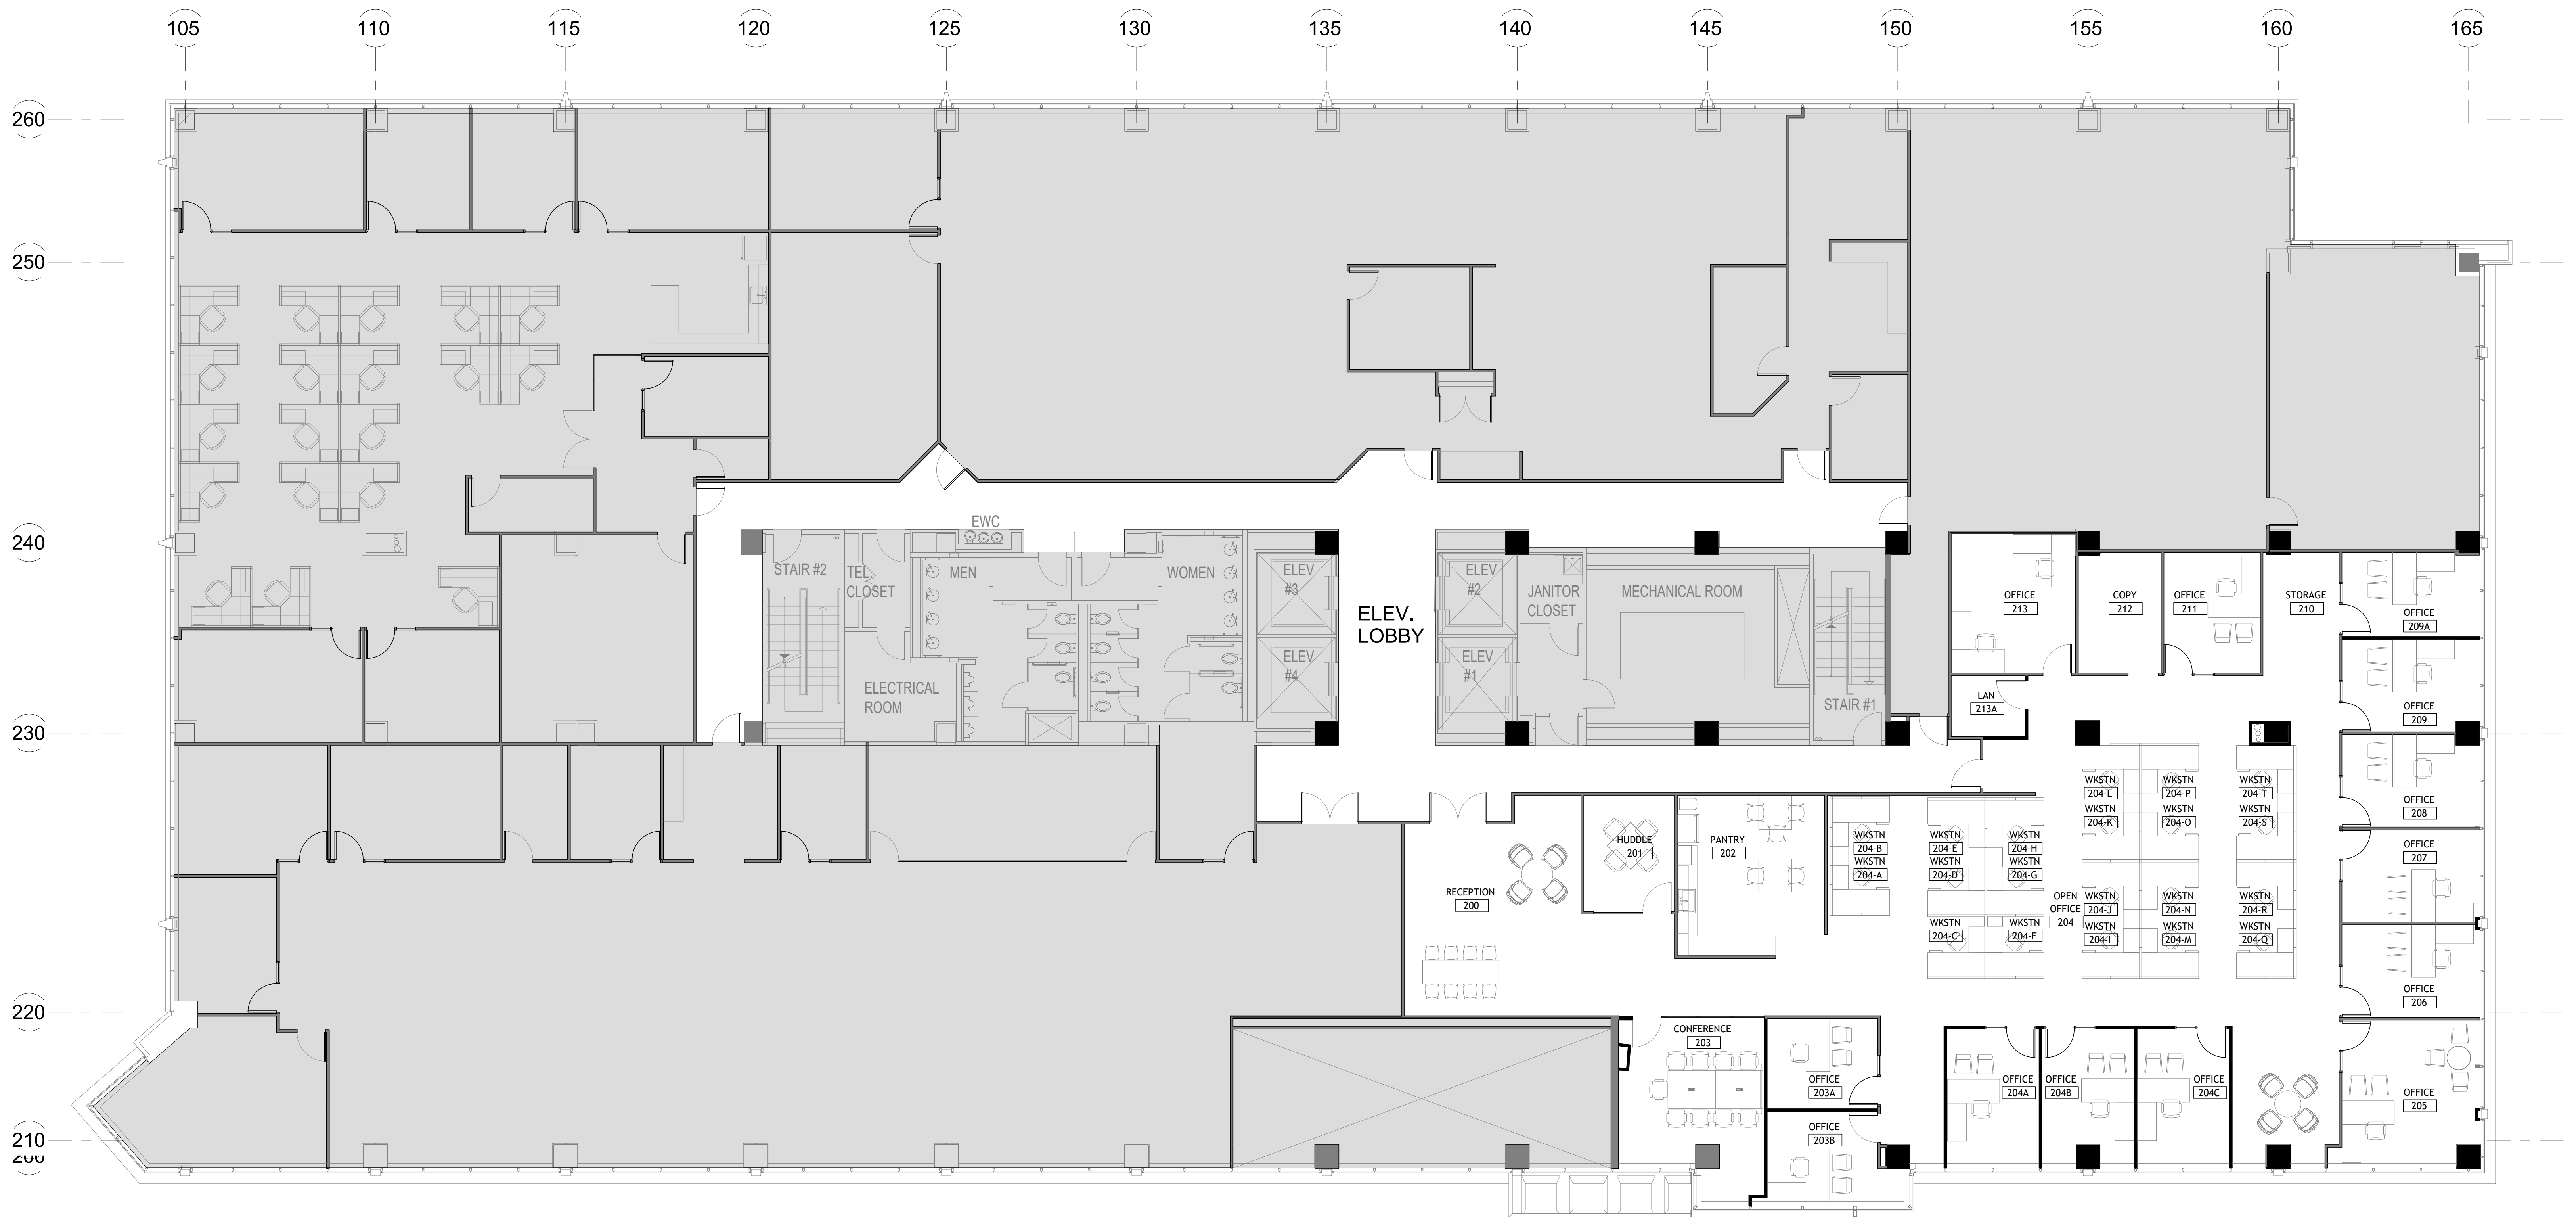 105 110 115 120 125 130 135 140 145 150 155 160 165
260
250
240
230
220
210
200
EWC
STAIR #2
TEL.
CLOSET
MEN
WOMEN
ELECTRICAL
ROOM
ELEV
#3
ELEV
#4
ELEV.
LOBBY
ELEV
#2
ELEV
#1
JANITOR
CLOSET
MECHANICAL ROOM
STAIR #1
OFFICE
213
COPY
212
OFFICE
211
STORAGE
210
OFFICE
209A
LAN
213A
OFFICE
209
OFFICE
208
OFFICE
207
OFFICE
206
OFFICE
205
RECEPTION
200
HUDDLE
201
PANTRY
202
WKSTN
204-B
WKSTN
204-A
WKSTN
204-E
WKSTN
204-D
WKSTN
204-C
WKSTN
204-H
WKSTN
204-G
WKSTN
204-F
OPEN
OFFICE
204
WKSTN
204-L
WKSTN
204-K
WKSTN
204-J
WKSTN
204-I
WKSTN
204-P
WKSTN
204-O
WKSTN
204-N
WKSTN
204-M
WKSTN
204-T
WKSTN
204-S
WKSTN
204-R
WKSTN
204-Q
CONFERENCE
203
OFFICE
203A
OFFICE
203B
OFFICE
204A
OFFICE
204B
OFFICE
204C